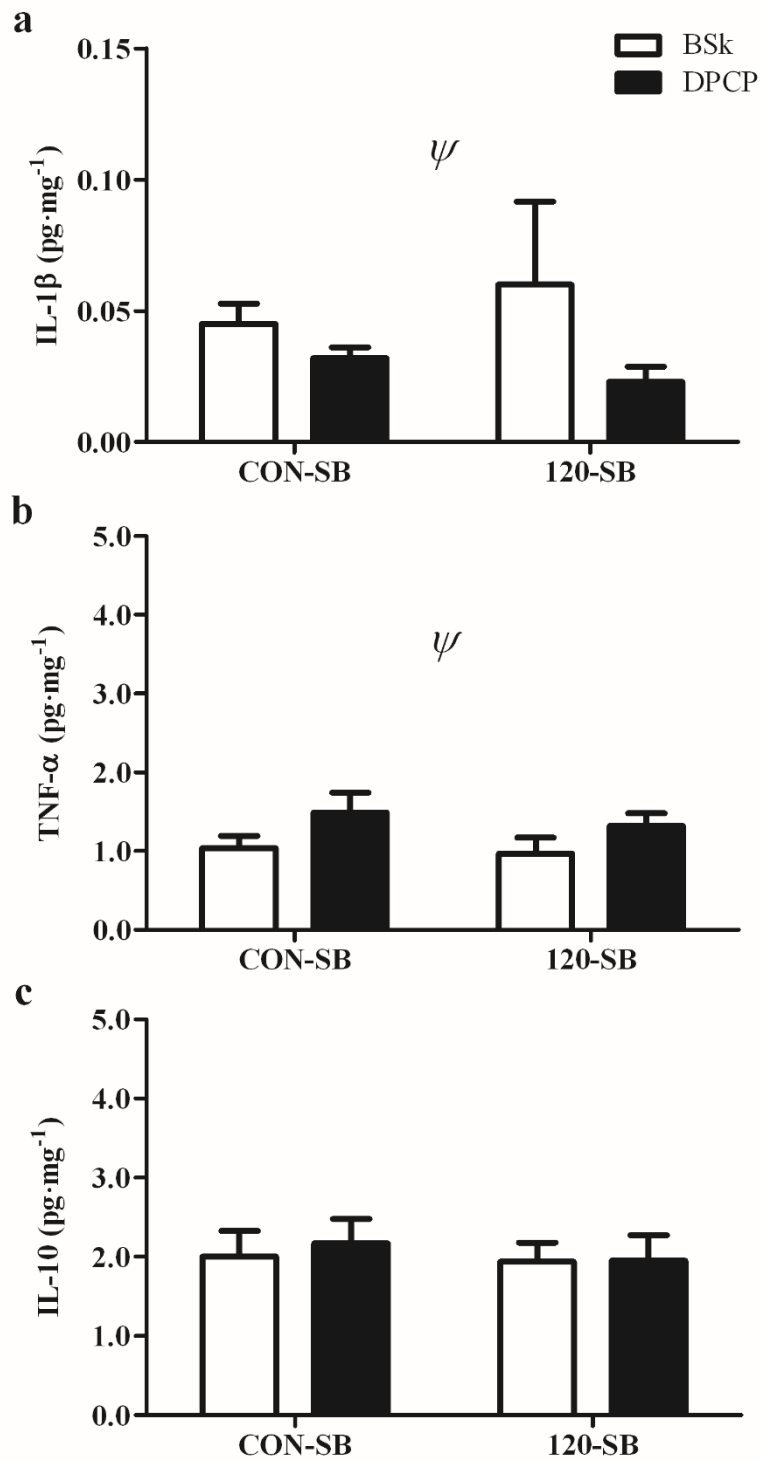 a
BSk
DPCP
ψ
IL-1β (pg·mg⁻¹)
0.15
0.10
0.05
0.00
CON-SB 120-SB
b
ψ
TNF-α (pg·mg⁻¹)
5.0
4.0
3.0
2.0
1.0
0.0
CON-SB 120-SB
c
IL-10 (pg·mg⁻¹)
5.0
4.0
3.0
2.0
1.0
0.0
CON-SB 120-SB